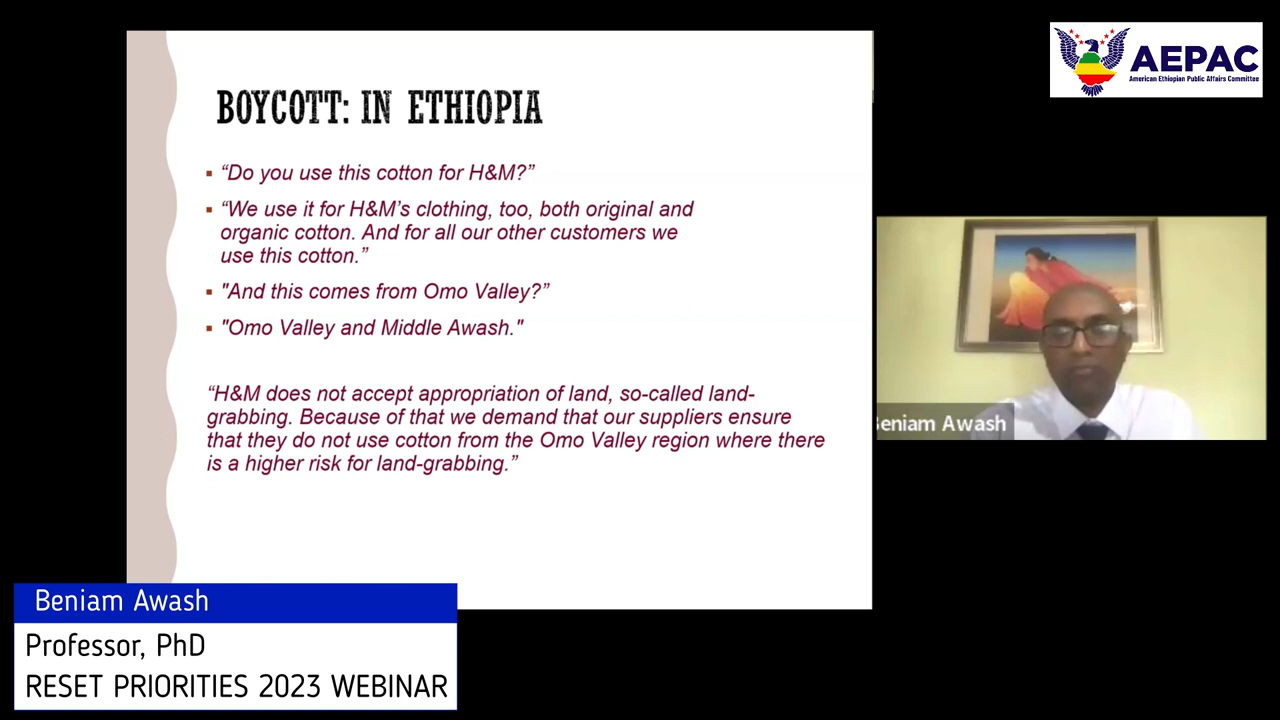 AEPAC
American Ethiopian Public Affairs Committee
BOYCOTT: IN ETHIOPIA
▪ “Do you use this cotton for H&M?”
▪ “We use it for H&M’s clothing, too, both original and
organic cotton. And for all our other customers we
use this cotton.”
▪ "And this comes from Omo Valley?”
▪ "Omo Valley and Middle Awash."
“H&M does not accept appropriation of land, so-called land-
grabbing. Because of that we demand that our suppliers ensure
that they do not use cotton from the Omo Valley region where there
is a higher risk for land-grabbing.”
Beniam Awash
Beniam Awash
Professor, PhD
RESET PRIORITIES 2023 WEBINAR